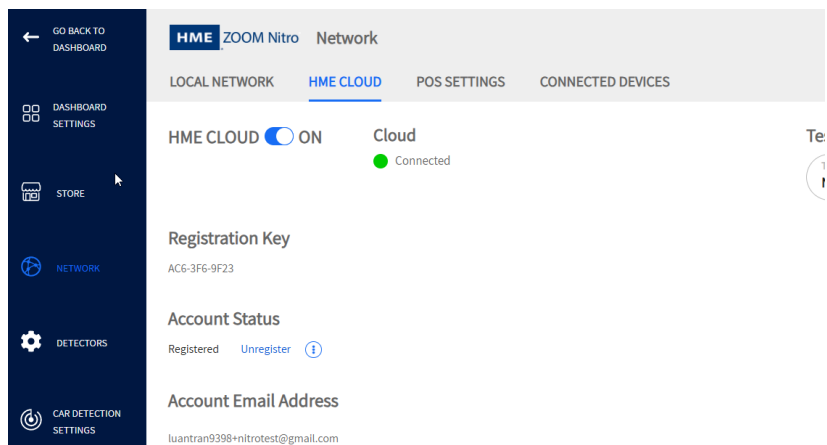 GO BACK TO
DASHBOARD
DASHBOARD
SETTINGS
STORE
NETWORK
DETECTORS
CAR DETECTION
SETTINGS
HME ZOOM Nitro Network
LOCAL NETWORK HME CLOUD POS SETTINGS CONNECTED DEVICES
HME CLOUD ON Cloud
Connected
Registration Key
AC6-3F6-9F23
Account Status
Registered Unregister
Account Email Address
luantran9398+nitrotest@gmail.com